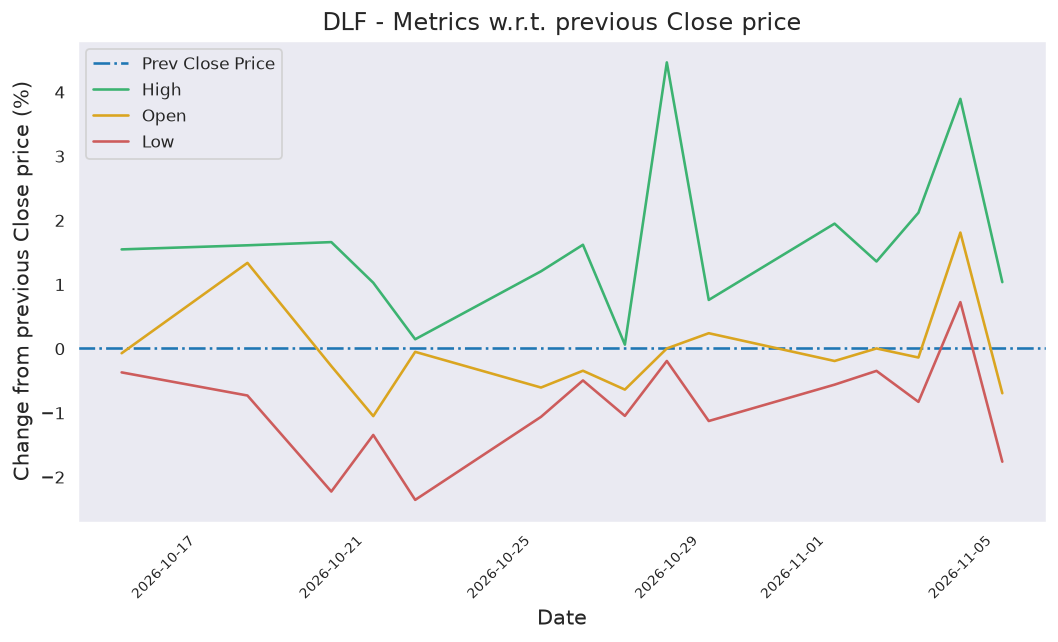 DLF - Metrics w.r.t. previous Close price
Prev Close Price
High
Open
Low
Change from previous Close price (%)
4
3
2
1
0
−1
−2
2026-10-17
2026-10-21
2026-10-25
2026-10-29
2026-11-01
2026-11-05
Date